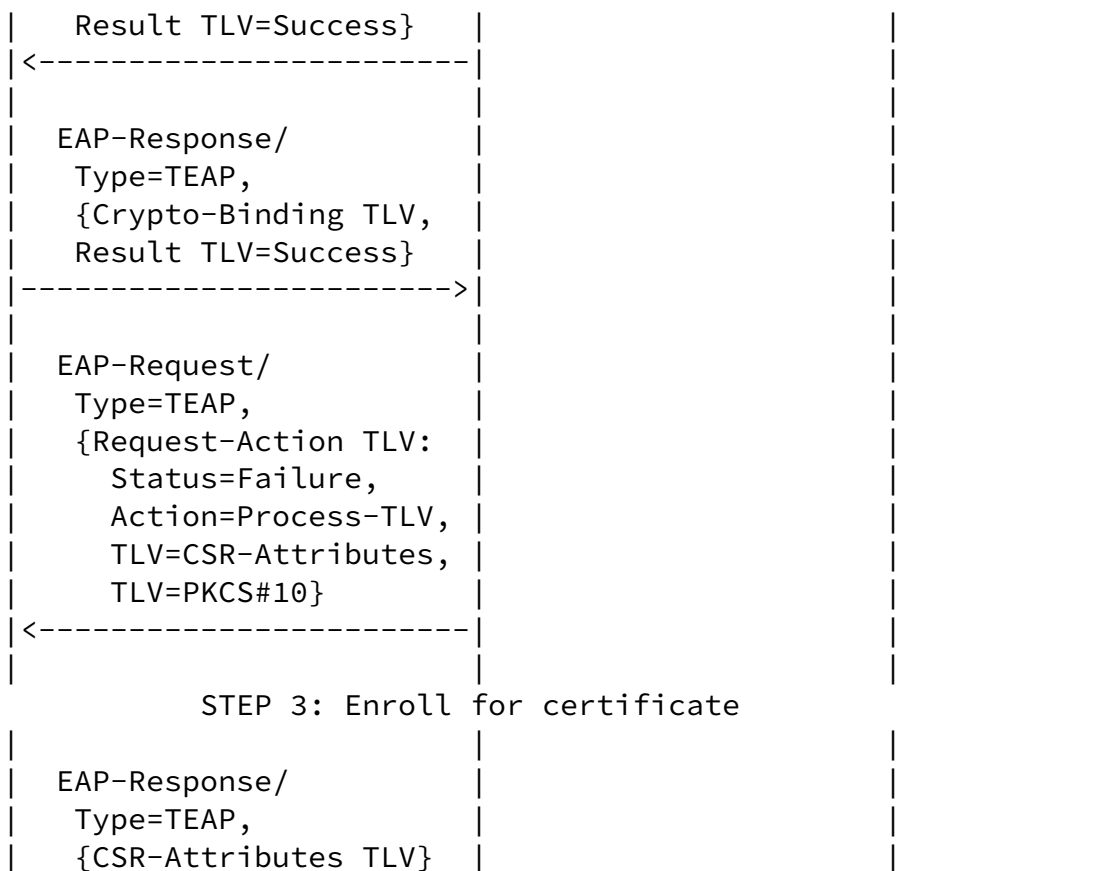 |   Result TLV=Success}   |                      |
|<------------------------|                      |
|                         |                      |
|  EAP-Response/          |                      |
|   Type=TEAP,            |                      |
|   {Crypto-Binding TLV,  |                      |
|   Result TLV=Success}   |                      |
|------------------------>|                      |
|                         |                      |
|  EAP-Request/           |                      |
|   Type=TEAP,            |                      |
|   {Request-Action TLV:  |                      |
|     Status=Failure,     |                      |
|     Action=Process-TLV, |                      |
|     TLV=CSR-Attributes, |                      |
|     TLV=PKCS#10}        |                      |
|<------------------------|                      |
|                         |                      |
          STEP 3: Enroll for certificate
|                         |                      |
|  EAP-Response/          |                      |
|   Type=TEAP,            |                      |
|   {CSR-Attributes TLV}  |                      |